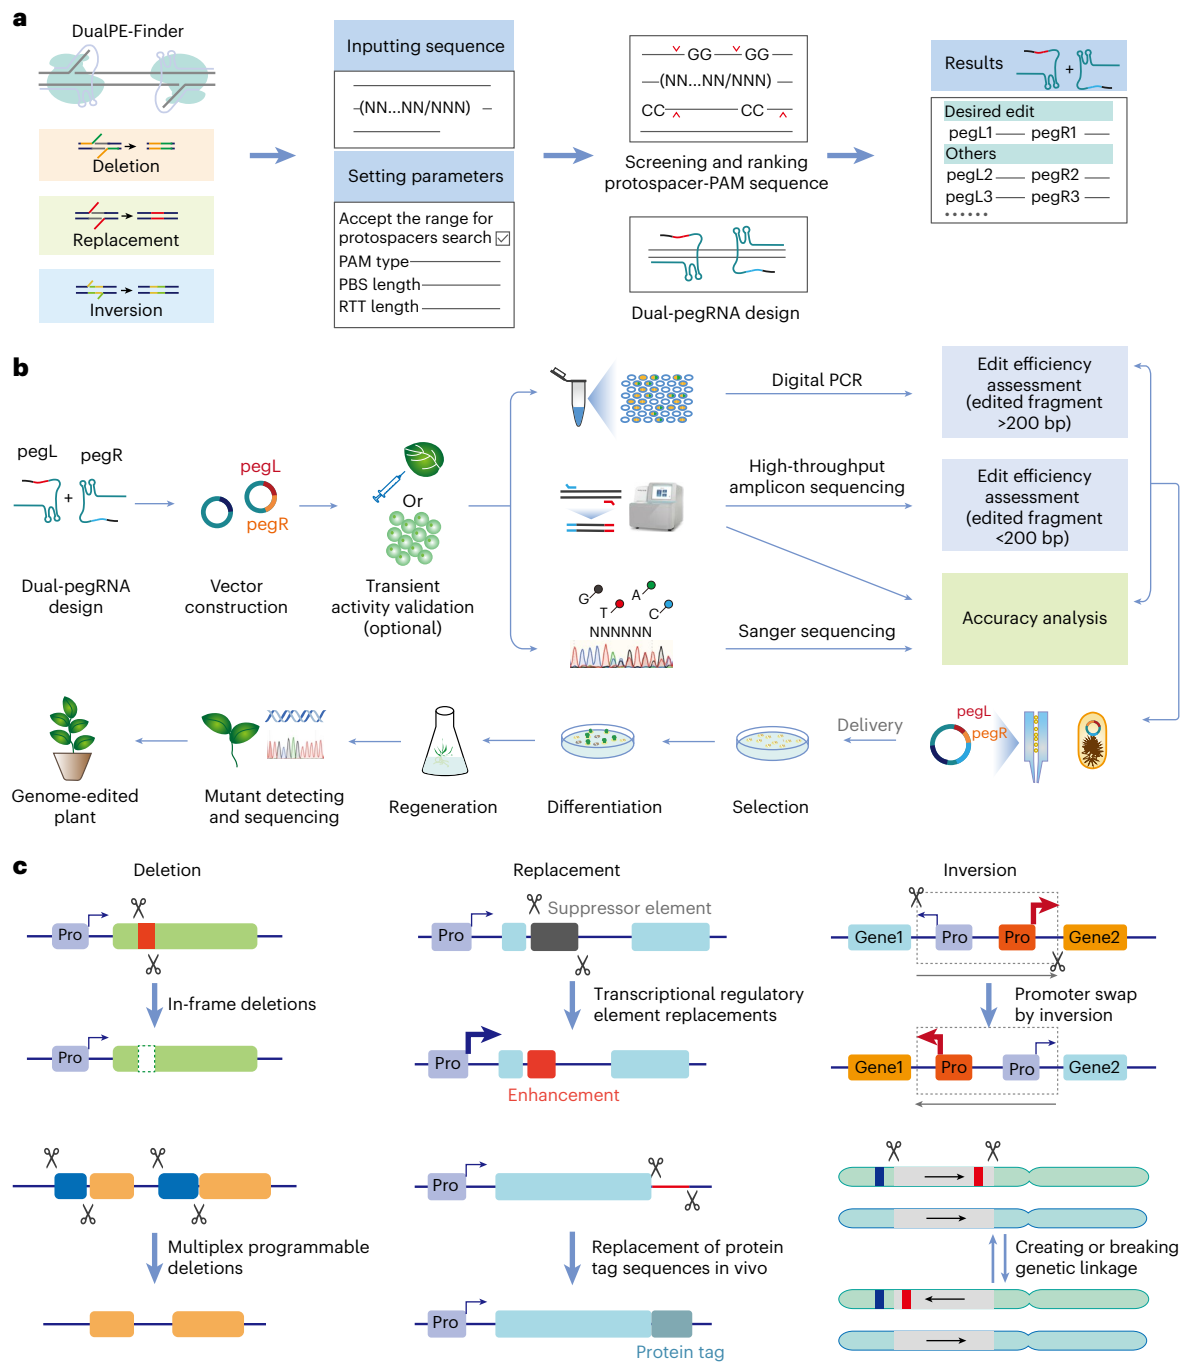 a
DualPE-Finder
Deletion
Replacement
Inversion
Inputting sequence
(NN...NN/NNN)
Setting parameters
Accept the range for
protospacers search
PAM type
PBS length
RTT length
GG GG
(NN...NN/NNN)
CC CC
Screening and ranking
protospacer-PAM sequence
Dual-pegRNA design
Results
+
Desired edit
pegL1 pegR1
Others
pegL2 pegR2
pegL3 pegR3
......
b
pegL
pegR
+
Dual-pegRNA
design
pegL
pegR
Vector
construction
Or
Transient
activity validation
(optional)
Digital PCR
Edit efficiency
assessment
(edited fragment
>200 bp)
High-throughput
amplicon sequencing
Edit efficiency
assessment
(edited fragment
<200 bp)
G
T
A
C
NNNNNN
Sanger sequencing
Accuracy analysis
pegL
pegR
Delivery
Selection
Differentiation
Regeneration
Mutant detecting
and sequencing
Genome-edited
plant
c
Deletion
Pro
In-frame deletions
Pro
Multiplex programmable
deletions
Replacement
Suppressor element
Pro
Transcriptional regulatory
element replacements
Pro
Enhancement
Pro
Replacement of protein
tag sequences in vivo
Pro
Protein tag
Inversion
Gene1 Pro Pro Gene2
Promoter swap
by inversion
Gene1 Pro Pro Gene2
Creating or breaking
genetic linkage